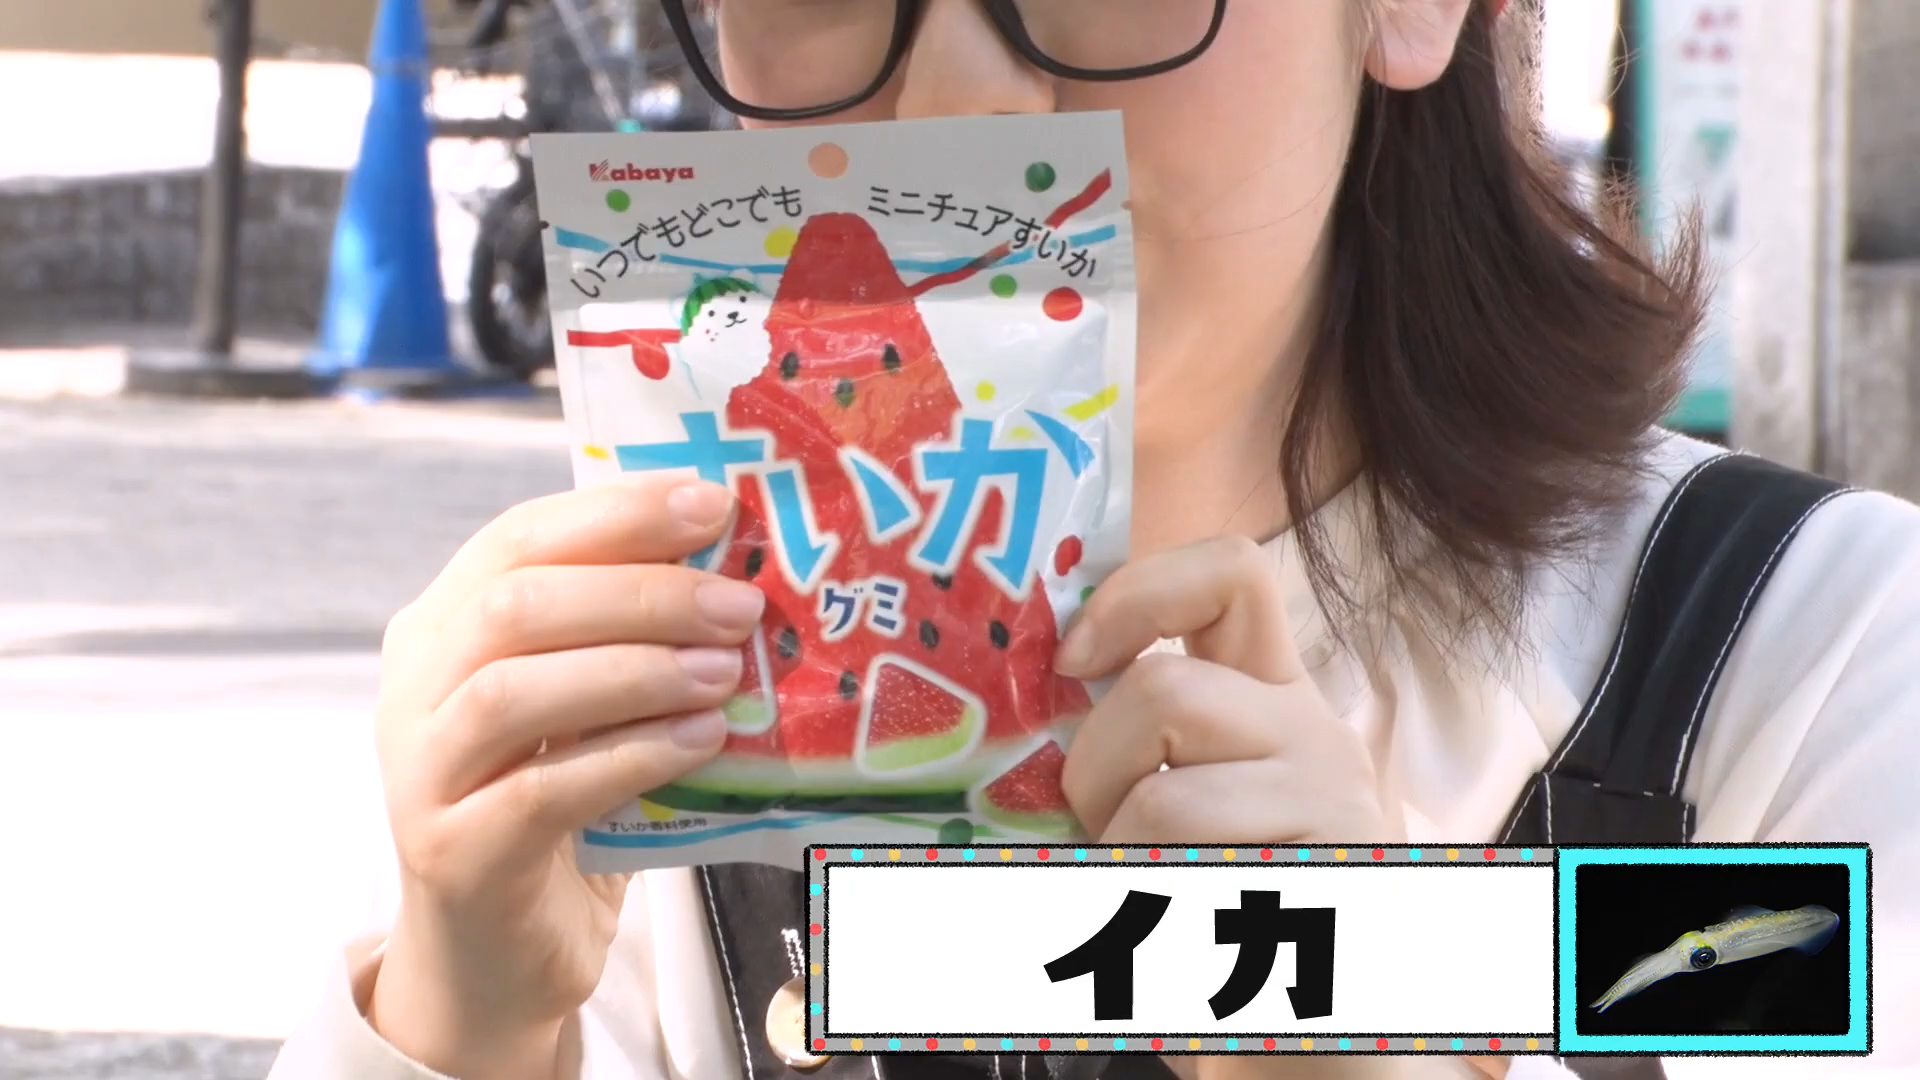 Kabaya
いつでもどこでも ミニチュアすいか
すいか
グミ
すいか香料使用
イカ